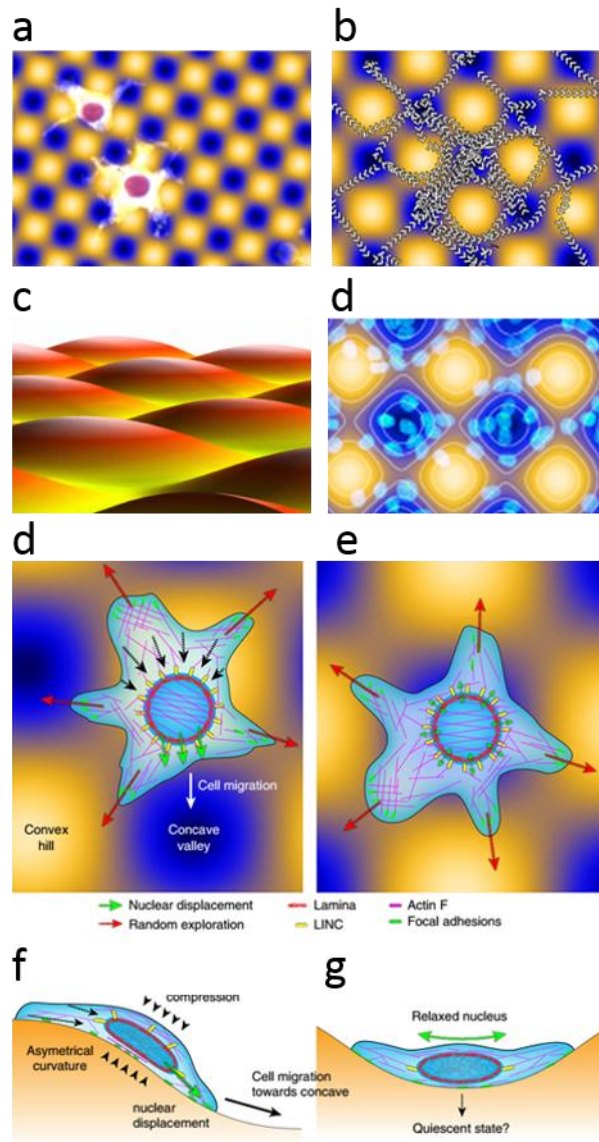 a
b
c
d
d
e
Cell migration
Convex
hill
Concave
valley
Nuclear displacement
Lamina
Actin F
Random exploration
LINC
Focal adhesions
f
g
compression
Asymetrical
curvature
nuclear
displacement
Cell migration
towards concave
Relaxed nucleus
Quiescent state?